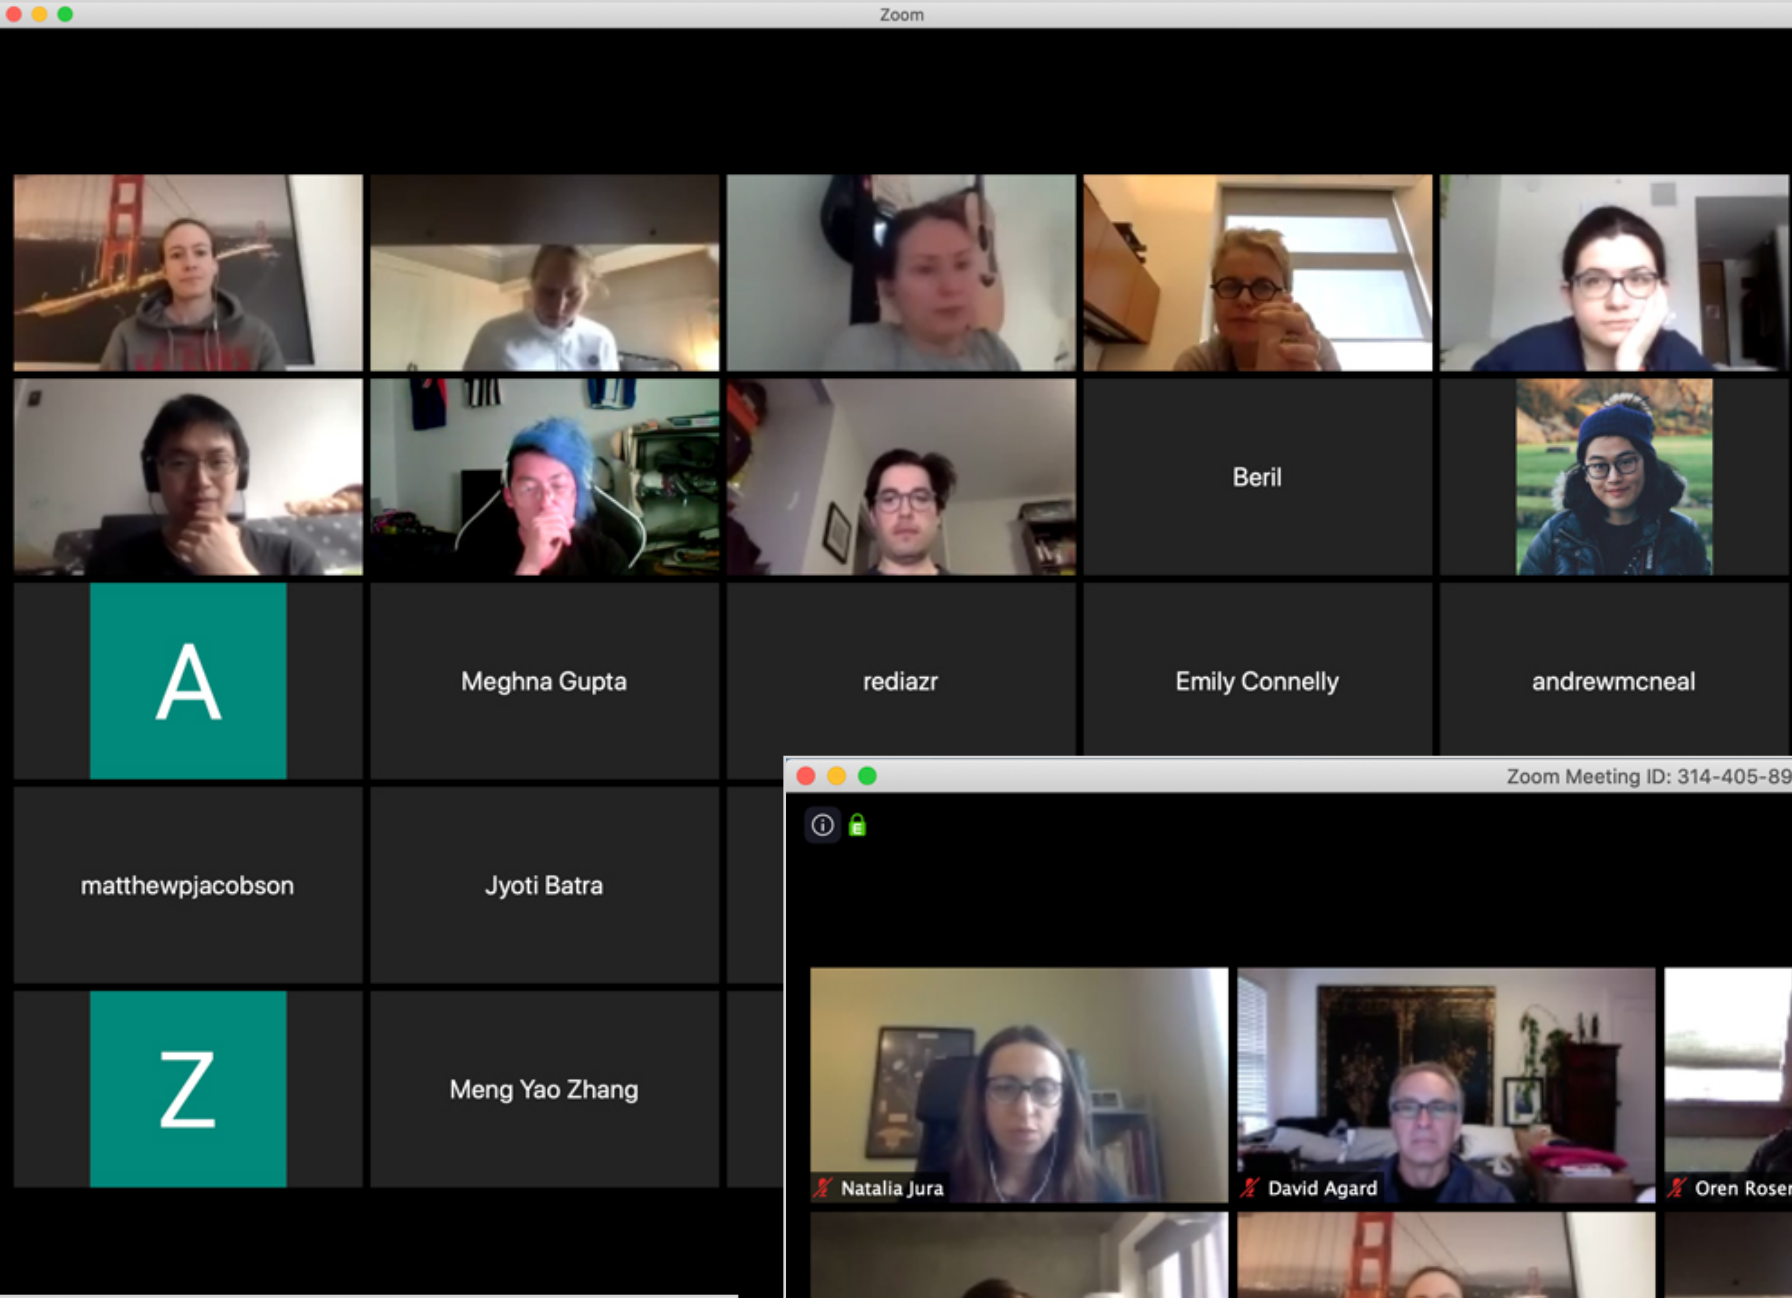 Zoom
Beril
A
Meghna Gupta
rediazr
Emily Connelly
andrewmcneal
Zoom Meeting ID: 314-405-89
matthewpjacobson
Jyoti Batra
Z
Meng Yao Zhang
Natalia Jura
David Agard
Oren Rosen